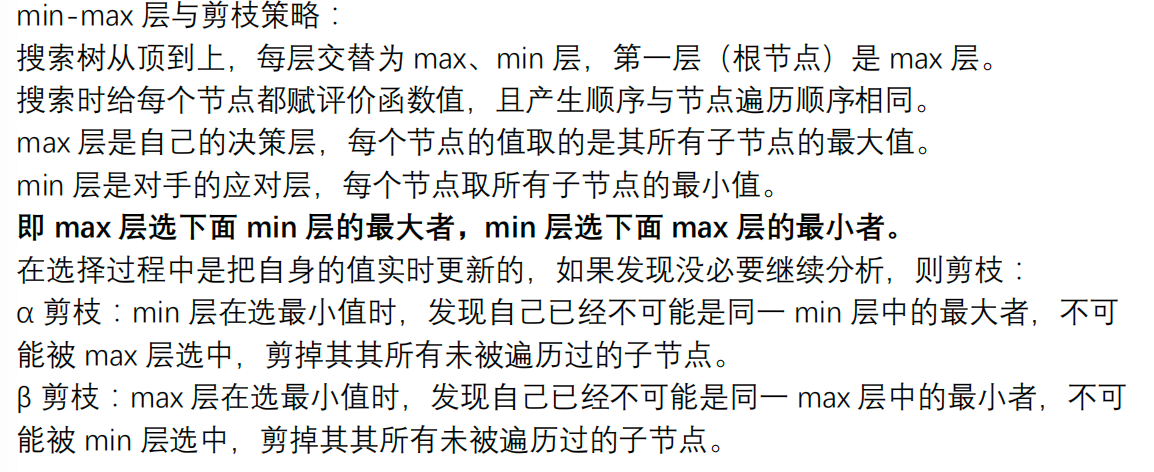 min-max 层与剪枝策略：
搜索树从顶到上，每层交替为 max、min 层，第一层（根节点）是 max 层。
搜索时给每个节点都赋评价函数值，且产生顺序与节点遍历顺序相同。
max 层是自己的决策层，每个节点的值取的是其所有子节点的最大值。
min 层是对手的应对层，每个节点取所有子节点的最小值。
即 max 层选下面 min 层的最大者，min 层选下面 max 层的最小者。
在选择过程中是把自身的值实时更新的，如果发现没必要继续分析，则剪枝：
α 剪枝：min 层在选最小值时，发现自己已经不可能是同一 min 层中的最大者，不可
能被 max 层选中，剪掉其其所有未被遍历过的子节点。
β 剪枝：max 层在选最小值时，发现自己已经不可能是同一 max 层中的最小者，不可
能被 min 层选中，剪掉其其所有未被遍历过的子节点。